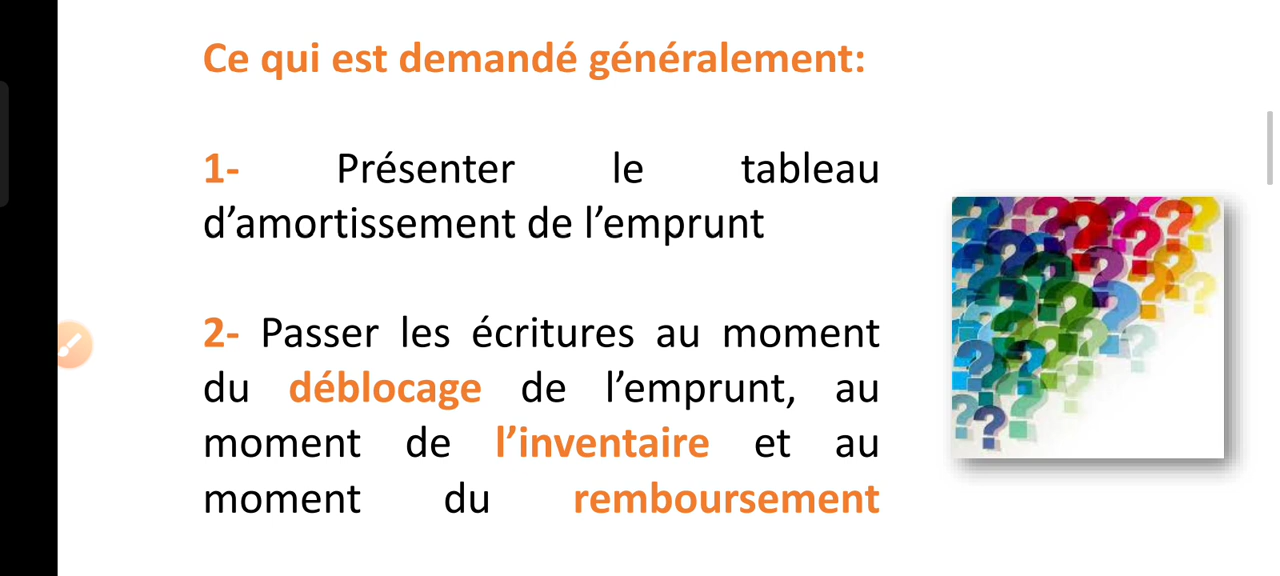 Ce qui est demandé généralement:
1- Présenter le tableau
d’amortissement de l’emprunt
2- Passer les écritures au moment
du déblocage de l’emprunt, au
moment de l’inventaire et au
moment du remboursement